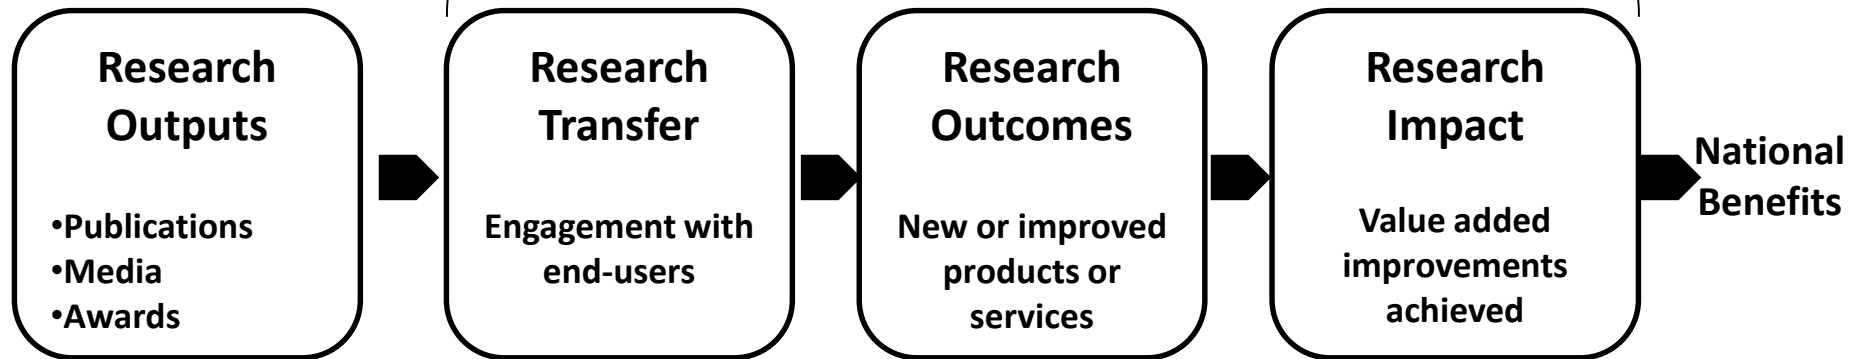 Research
Outputs
•Publications
•Media
•Awards
Research
Transfer
Engagement with
end-users
Research
Outcomes
New or improved
products or
services
Research
Impact
Value added
improvements
achieved
National
Benefits